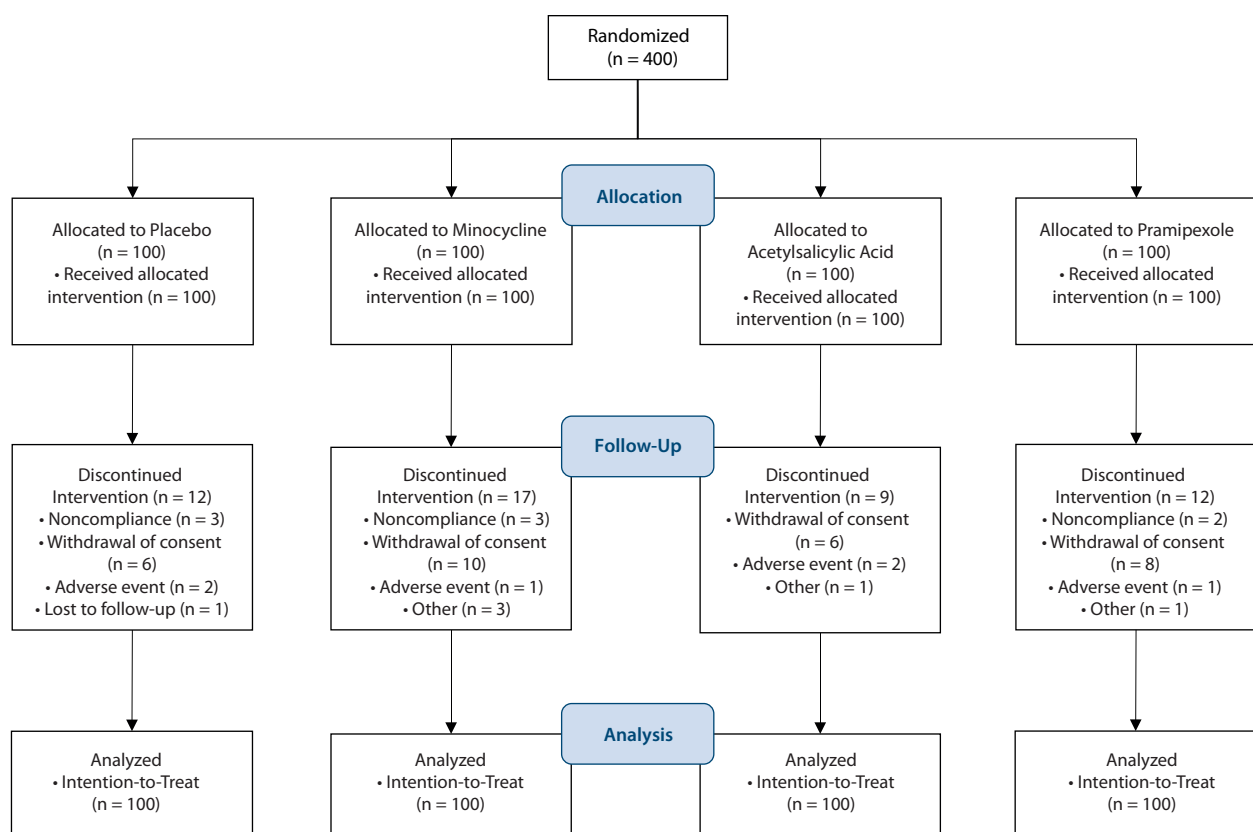 Randomized
(n = 400)
Allocation
Allocated to Placebo
(n = 100)
• Received allocated
intervention (n = 100)
Allocated to Minocycline
(n = 100)
• Received allocated
intervention (n = 100)
Allocated to
Acetylsalicylic Acid
(n = 100)
• Received allocated
intervention (n = 100)
Allocated to Pramipexole
(n = 100)
• Received allocated
intervention (n = 100)
Follow-Up
Discontinued
Intervention (n = 12)
• Noncompliance (n = 3)
• Withdrawal of consent
(n = 6)
• Adverse event (n = 2)
• Lost to follow-up (n = 1)
Discontinued
Intervention (n = 17)
• Noncompliance (n = 3)
• Withdrawal of consent
(n = 10)
• Adverse event (n = 1)
• Other (n = 3)
Discontinued
Intervention (n = 9)
• Withdrawal of consent
(n = 6)
• Adverse event (n = 2)
• Other (n = 1)
Discontinued
Intervention (n = 12)
• Noncompliance (n = 2)
• Withdrawal of consent
(n = 8)
• Adverse event (n = 1)
• Other (n = 1)
Analysis
Analyzed
• Intention-to-Treat
(n = 100)
Analyzed
• Intention-to-Treat
(n = 100)
Analyzed
• Intention-to-Treat
(n = 100)
Analyzed
• Intention-to-Treat
(n = 100)